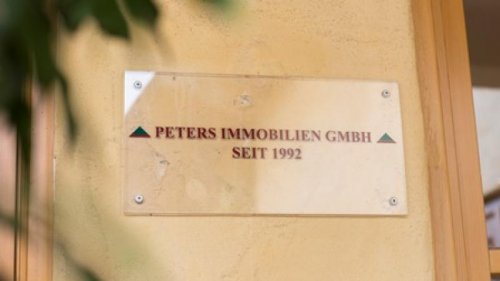 PETERS IMMOBILIEN GMBH
SEIT 1992